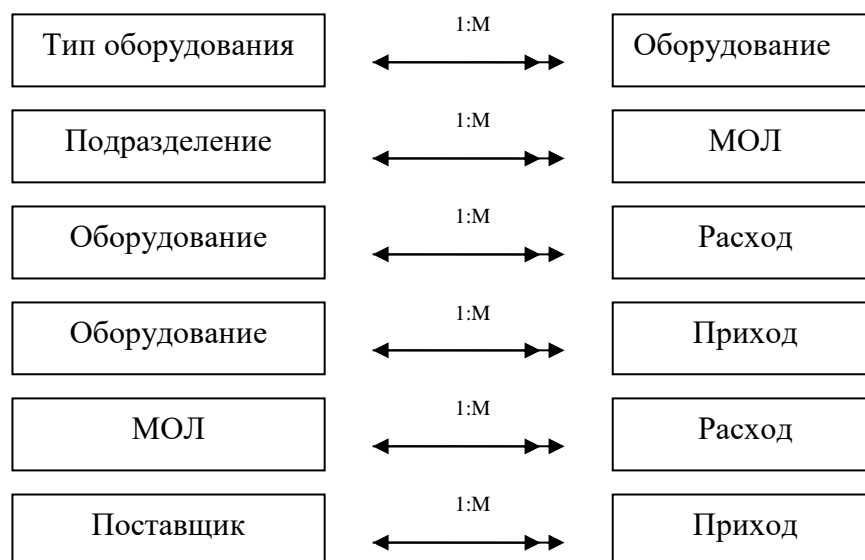 1:М
Тип оборудования
Оборудование
1:М
Подразделение
МОЛ
1:М
Оборудование
Расход
1:М
Оборудование
Приход
1:М
МОЛ
Расход
1:М
Поставщик
Приход